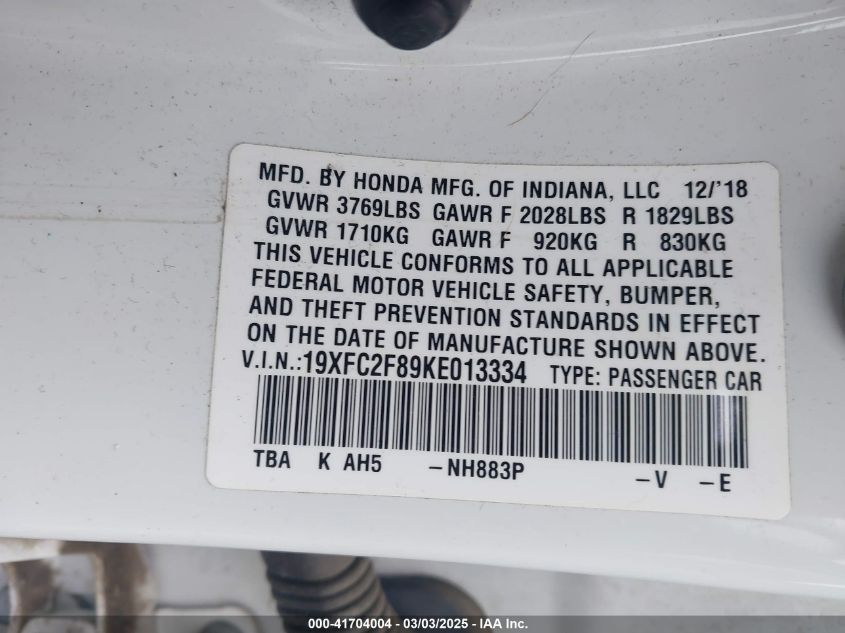 MFD. BY HONDA MFG. OF INDIANA, LLC 12/'18
GVWR 3769LBS GAWR F 2028LBS R 1829LBS
GVWR 1710KG GAWR F 920KG R 830KG
THIS VEHICLE CONFORMS TO ALL APPLICABLE
FEDERAL MOTOR VEHICLE SAFETY, BUMPER,
AND THEFT PREVENTION STANDARDS IN EFFECT
ON THE DATE OF MANUFACTURE SHOWN ABOVE.
V.I.N.:19XFC2F89KE013334 TYPE: PASSENGER CAR
TBA K AH5 -NH883P -V -E
000-41704004 - 03/03/2025 - IAA Inc.